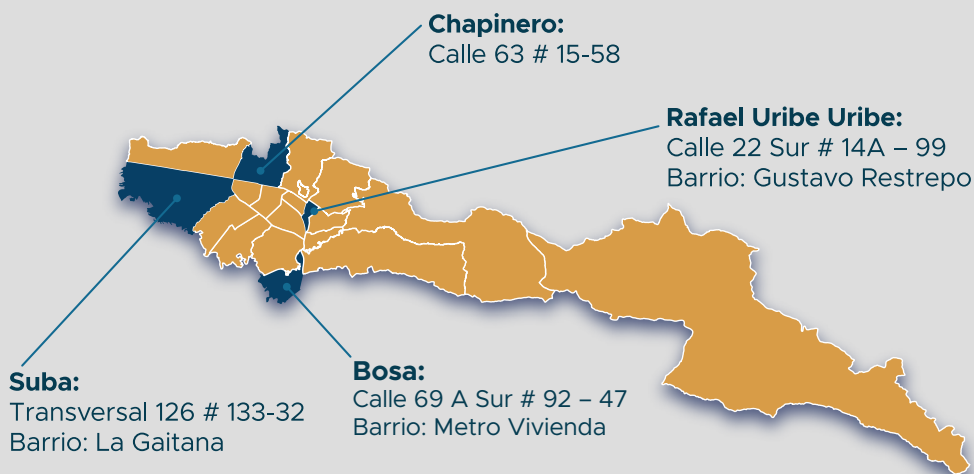 Chapinero:
Calle 63 # 15-58
Rafael Uribe Uribe:
Calle 22 Sur # 14A – 99
Barrio: Gustavo Restrepo
Suba:
Transversal 126 # 133-32
Barrio: La Gaitana
Bosa:
Calle 69 A Sur # 92 – 47
Barrio: Metro Vivienda